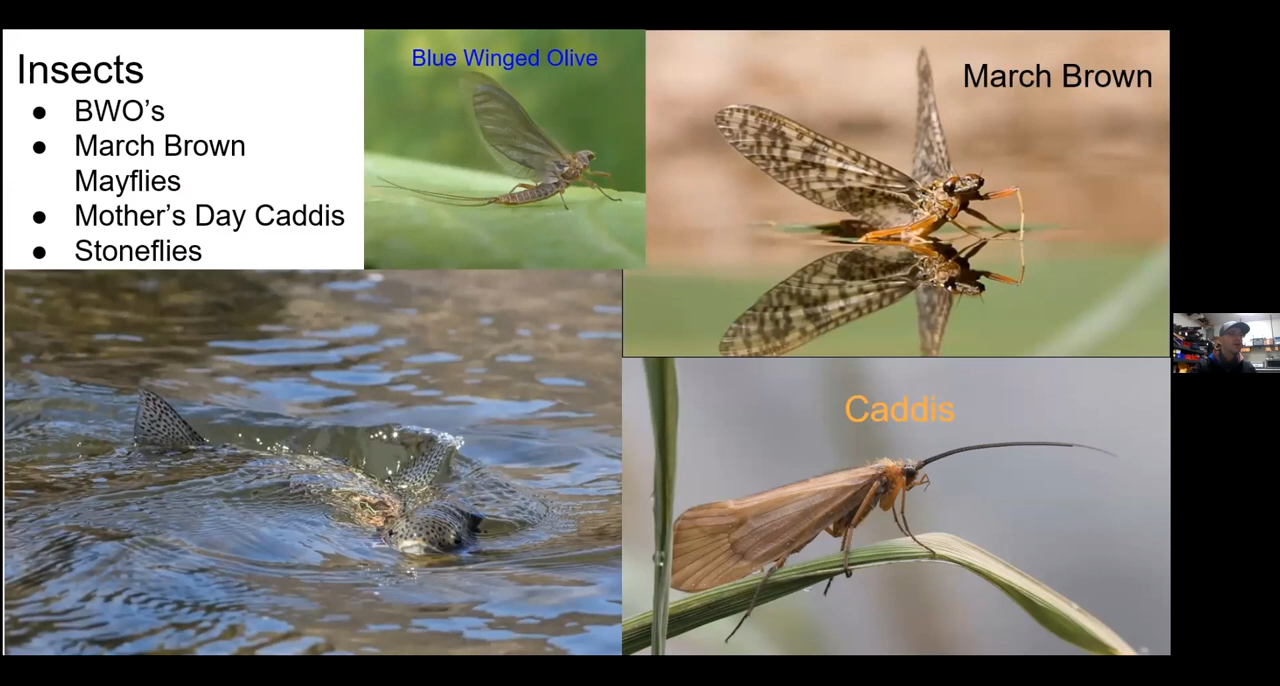 Insects
● BWO's
● March Brown
Mayflies
● Mother's Day Caddis
● Stoneflies
Blue Winged Olive
March Brown
Caddis